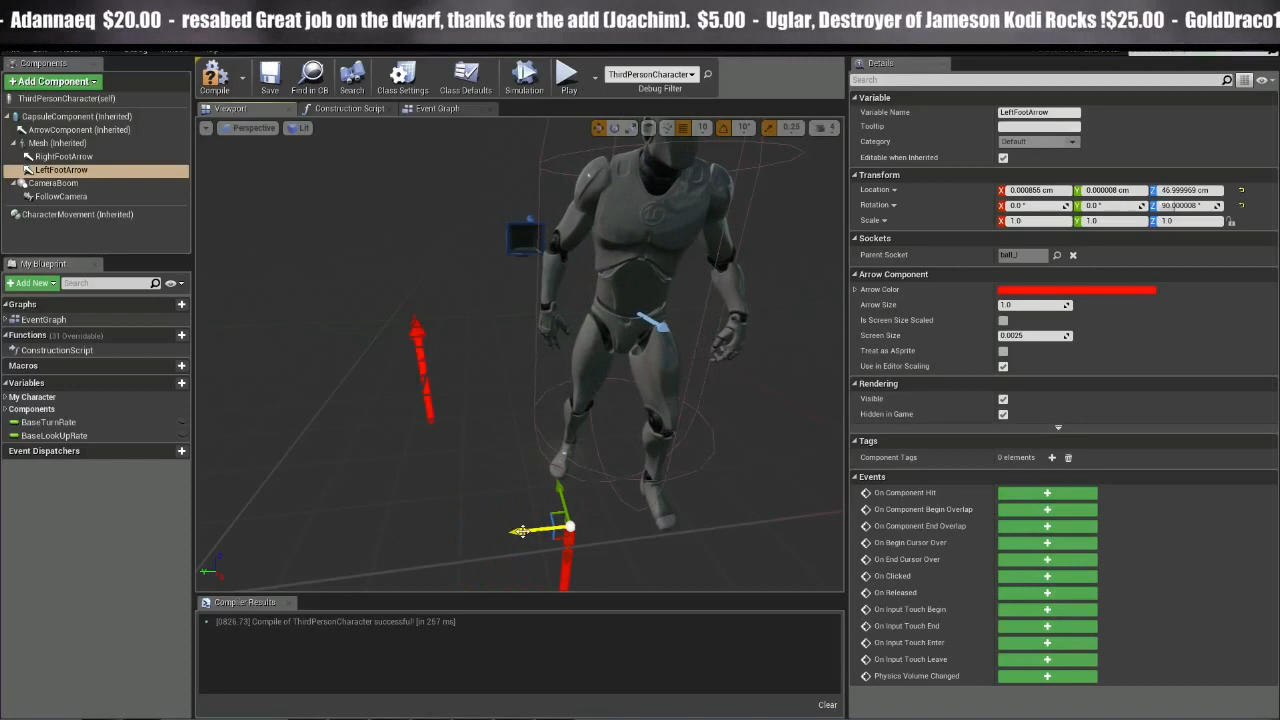 Adannaeq $20.00 - resabed Great job on the dwarf, thanks for the add (Joachim). $5.00 - Uglar, Destroyer of Jameson Kodi Rocks !$25.00 - GoldDraco1
Components
Add Component
ThirdPersonCharacter(self)
CapsuleComponent (Inherited)
ArrowComponent (Inherited)
Mesh (Inherited)
RightFootArrow
LeftFootArrow
CameraBoom
FollowCamera
CharacterMovement (Inherited)
My Blueprint
Add New
Search
Graphs
EventGraph
Functions (31 Overridable)
ConstructionScript
Macros
Variables
My Character
Components
BaseTurnRate
BaseLookUpRate
Event Dispatchers
Compile
Save
Find in CB
Search
Class Settings
Class Defaults
Simulation
Play
ThirdPersonCharacter
Debug Filter
Viewport
Construction Script
Event Graph
Perspective
Lit
10
10°
0.25
4
Compiler Results
[0826.73] Compile of ThirdPersonCharacter successful! [in 257 ms]
Clear
Details
Search
Variable
Variable Name LeftFootArrow
Tooltip
Category Default
Editable when Inherited
Transform
Location X 0.000855 cm Y 0.000008 cm Z 46.999969 cm
Rotation X 0.0 ° Y 0.0 ° Z 90.000008 °
Scale X 1.0 Y 1.0 Z 1.0
Sockets
Parent Socket ball_l
Arrow Component
Arrow Color
Arrow Size 1.0
Is Screen Size Scaled
Screen Size 0.0025
Treat as ASprite
Use in Editor Scaling
Rendering
Visible
Hidden in Game
Tags
Component Tags 0 elements
Events
On Component Hit
On Component Begin Overlap
On Component End Overlap
On Begin Cursor Over
On End Cursor Over
On Clicked
On Released
On Input Touch Begin
On Input Touch End
On Input Touch Enter
On Input Touch Leave
Physics Volume Changed